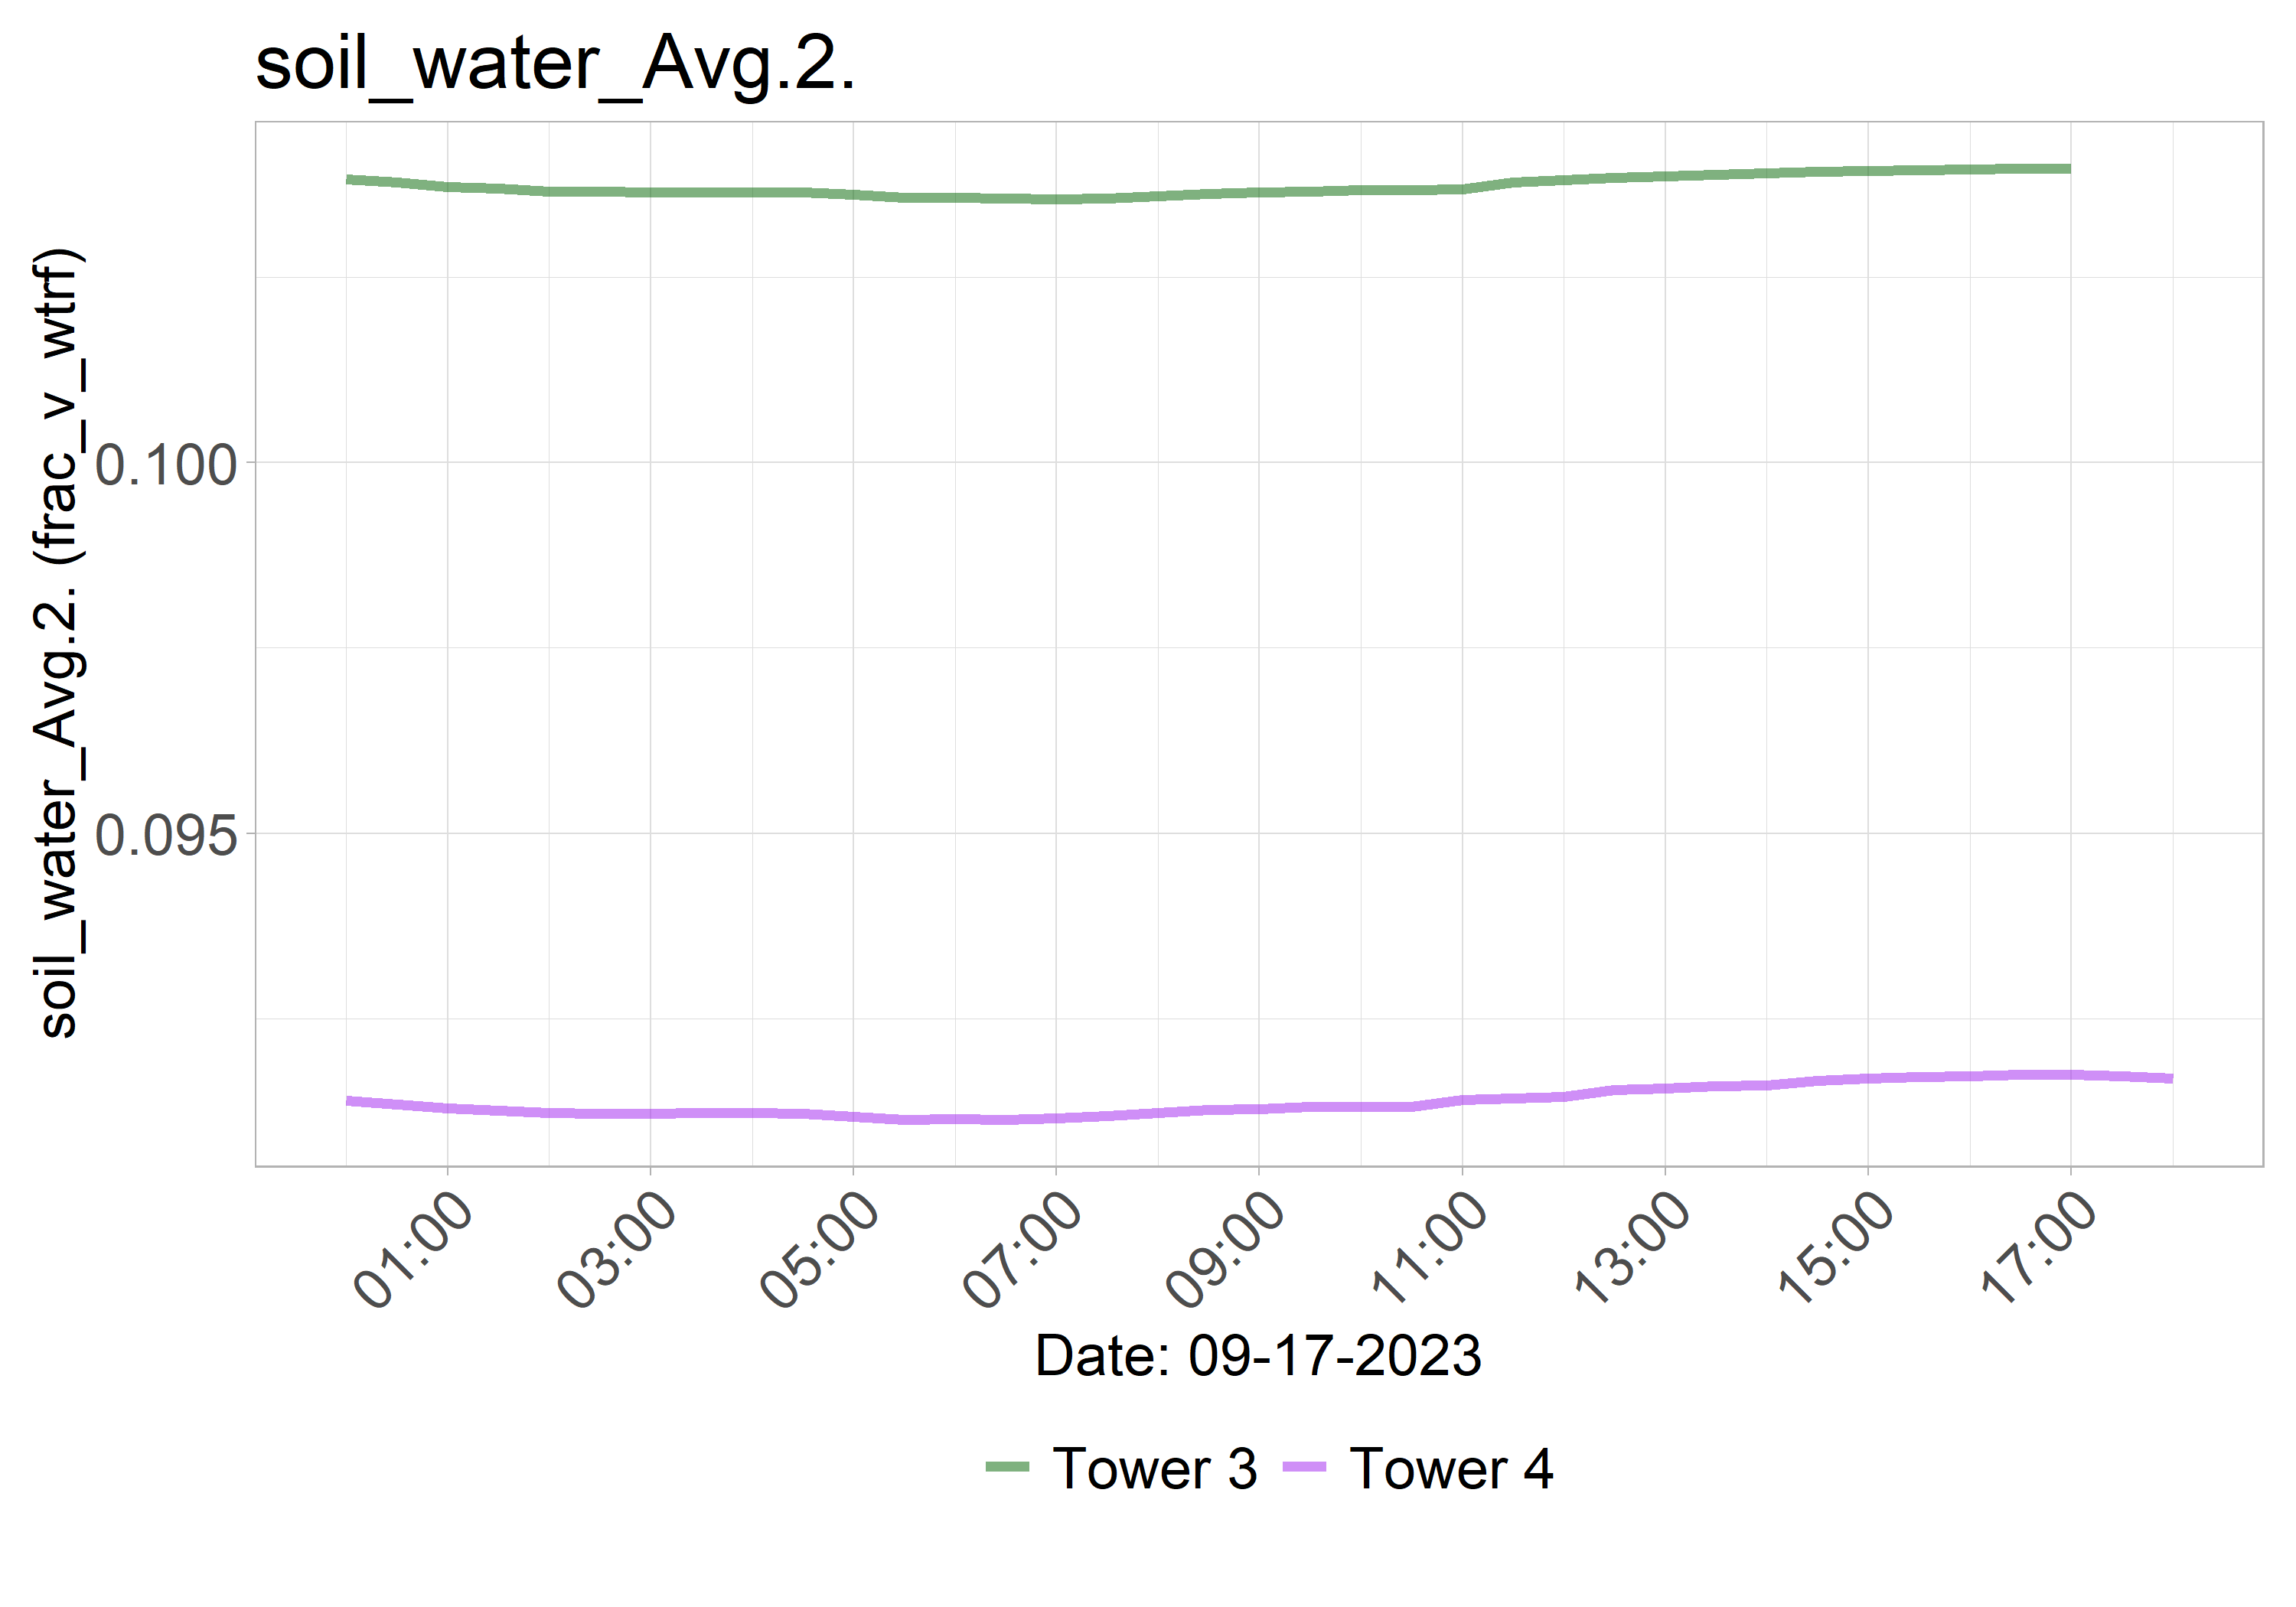 soil_water_Avg.2.
soil_water_Avg.2. (frac_v_wtrf)
0.100
0.095
01:00
03:00
05:00
07:00
09:00
11:00
13:00
15:00
17:00
Date: 09-17-2023
Tower 3
Tower 4